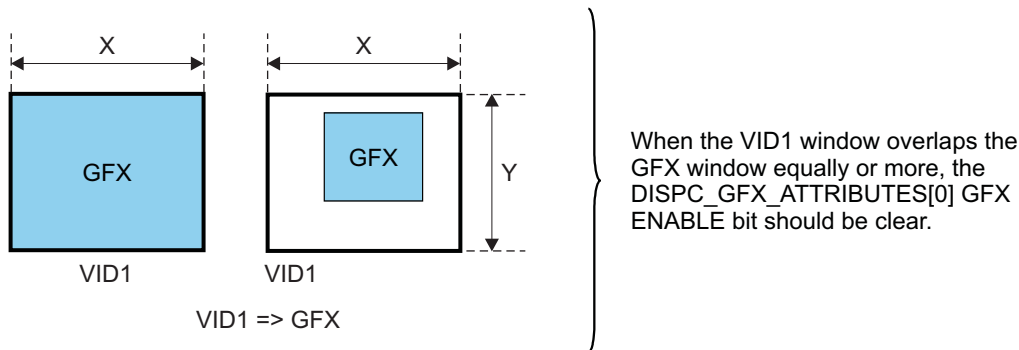 X
X
GFX
GFX
Y
VID1
VID1
VID1 => GFX
When the VID1 window overlaps the
GFX window equally or more, the
DISPC_GFX_ATTRIBUTES[0] GFX
ENABLE bit should be clear.